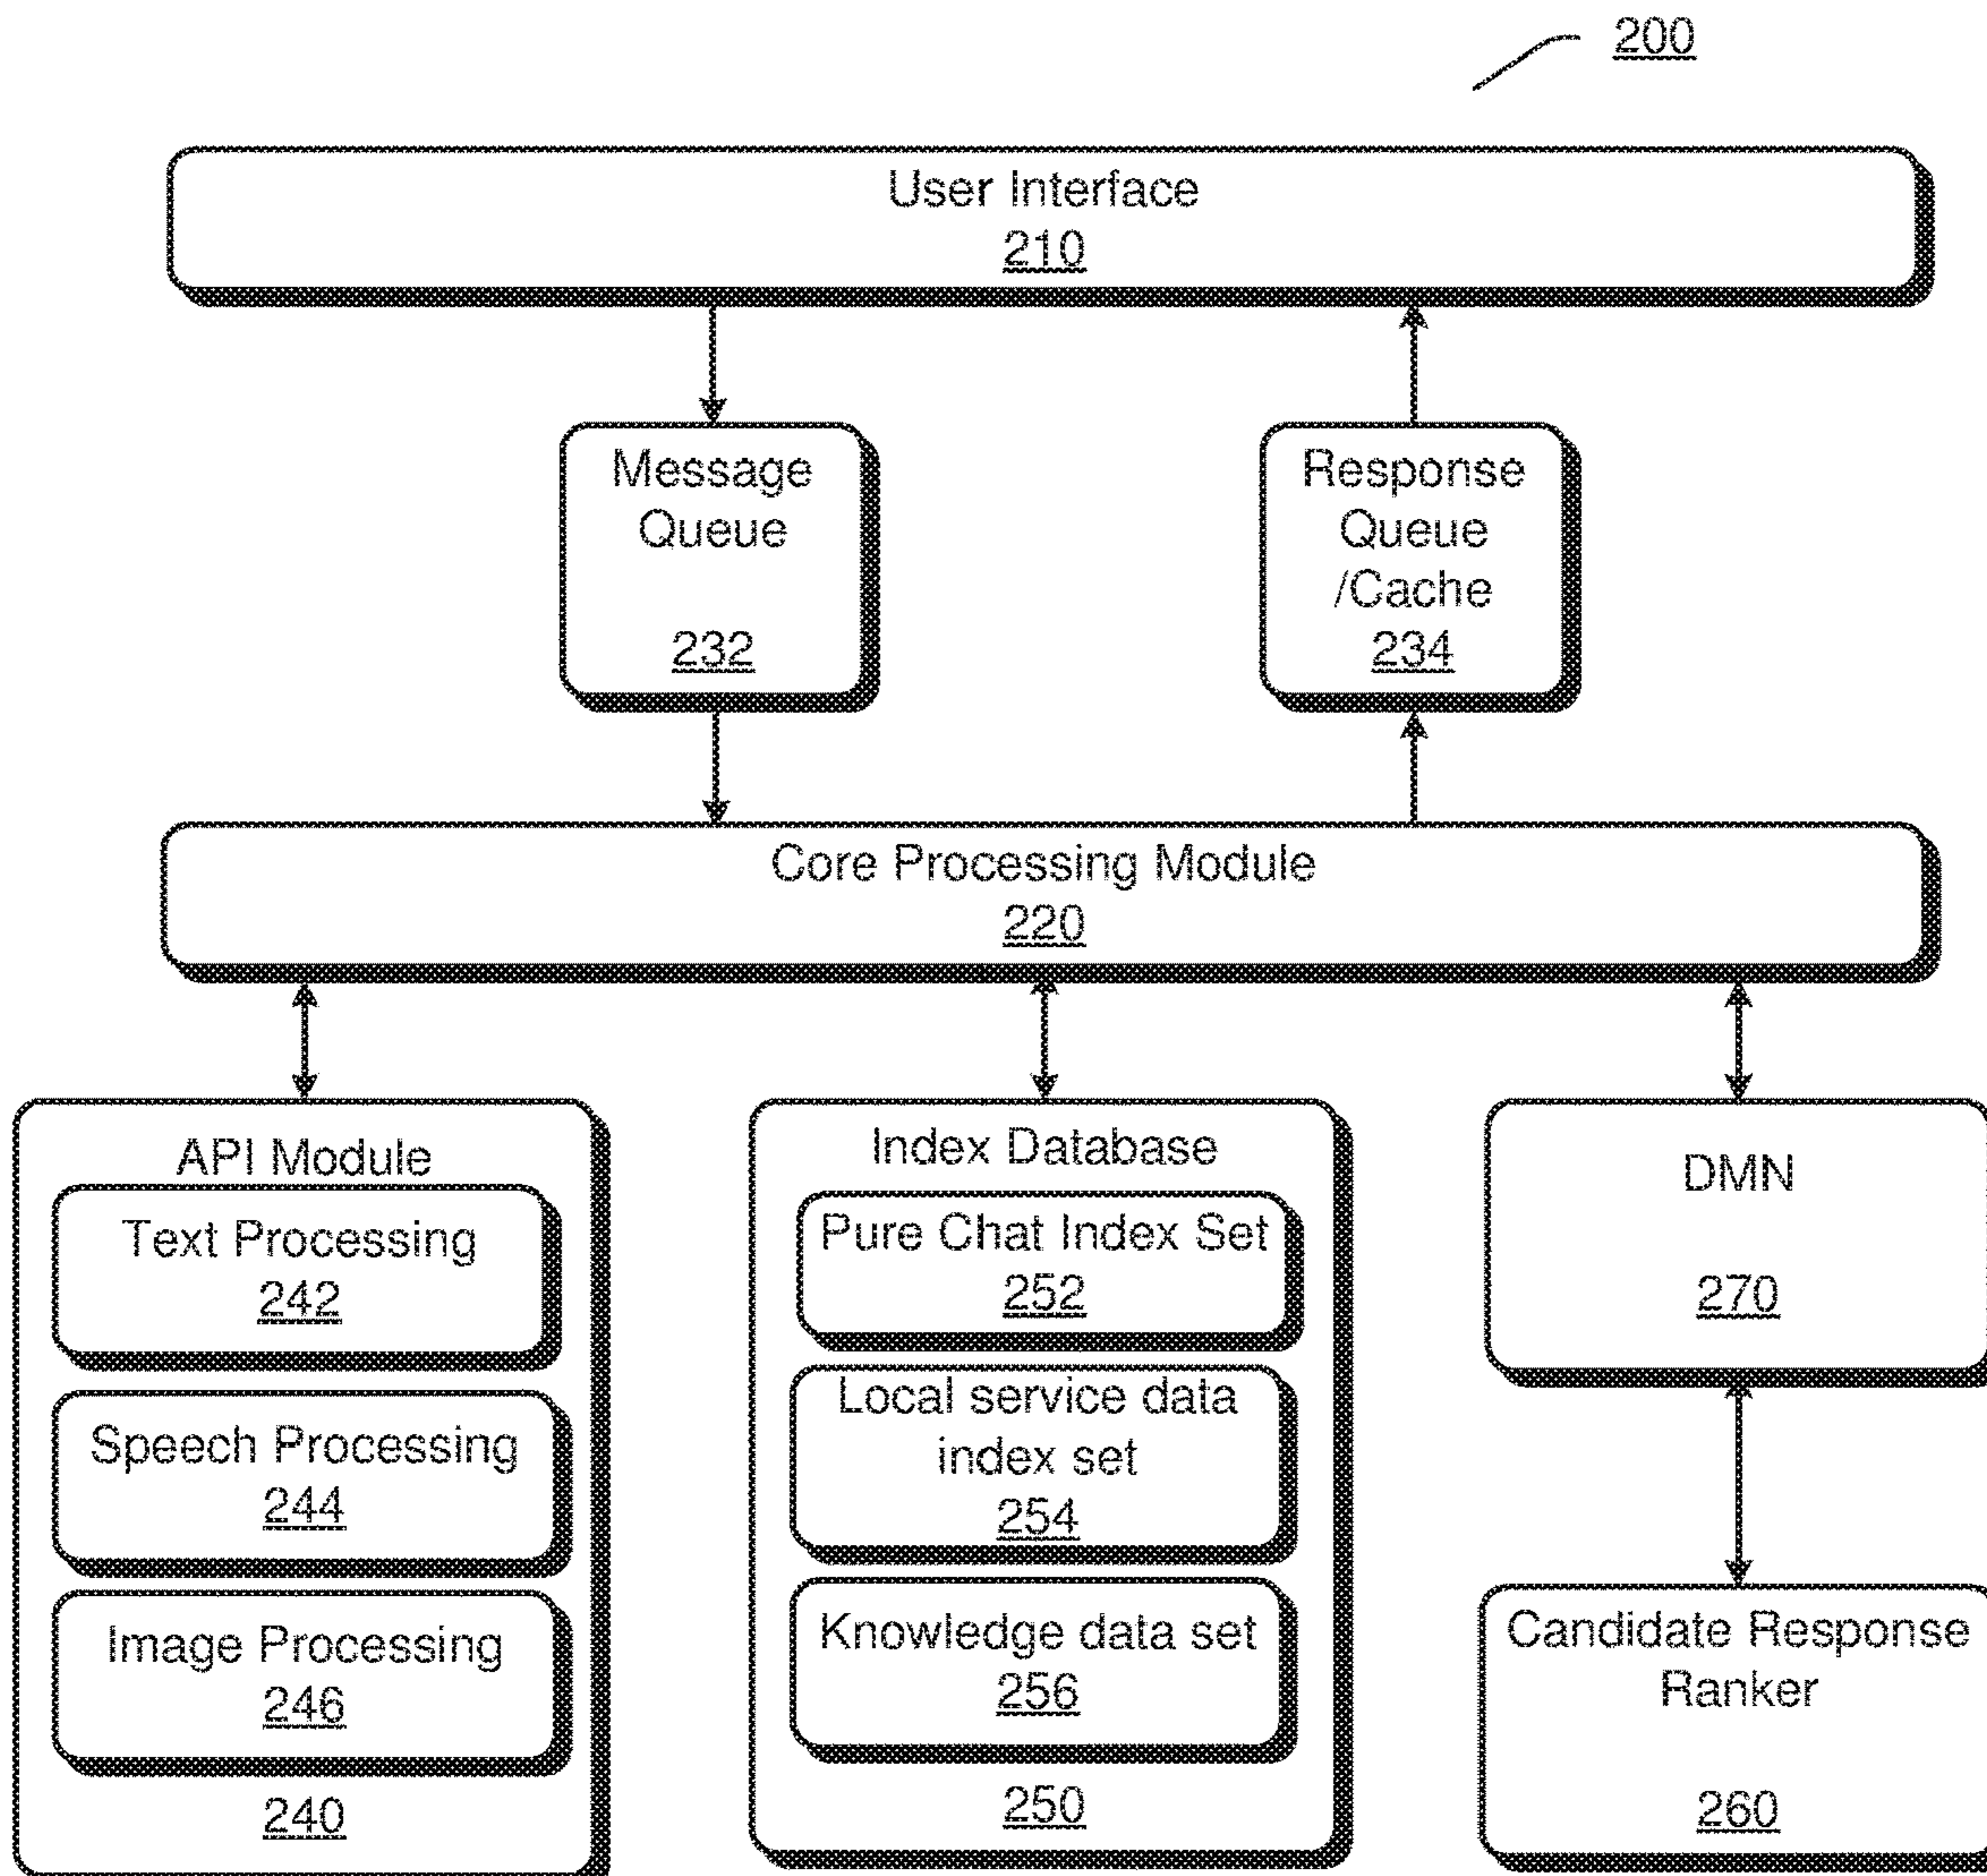 200
User Interface
210
Message
Queue
232
Response
Queue
/Cache
234
Core Processing Module
220
API Module
Text Processing
242
Speech Processing
244
Image Processing
246
240
Index Database
Pure Chat Index Set
252
Local service data
index set
254
Knowledge data set
256
250
DMN
270
Candidate Response
Ranker
260